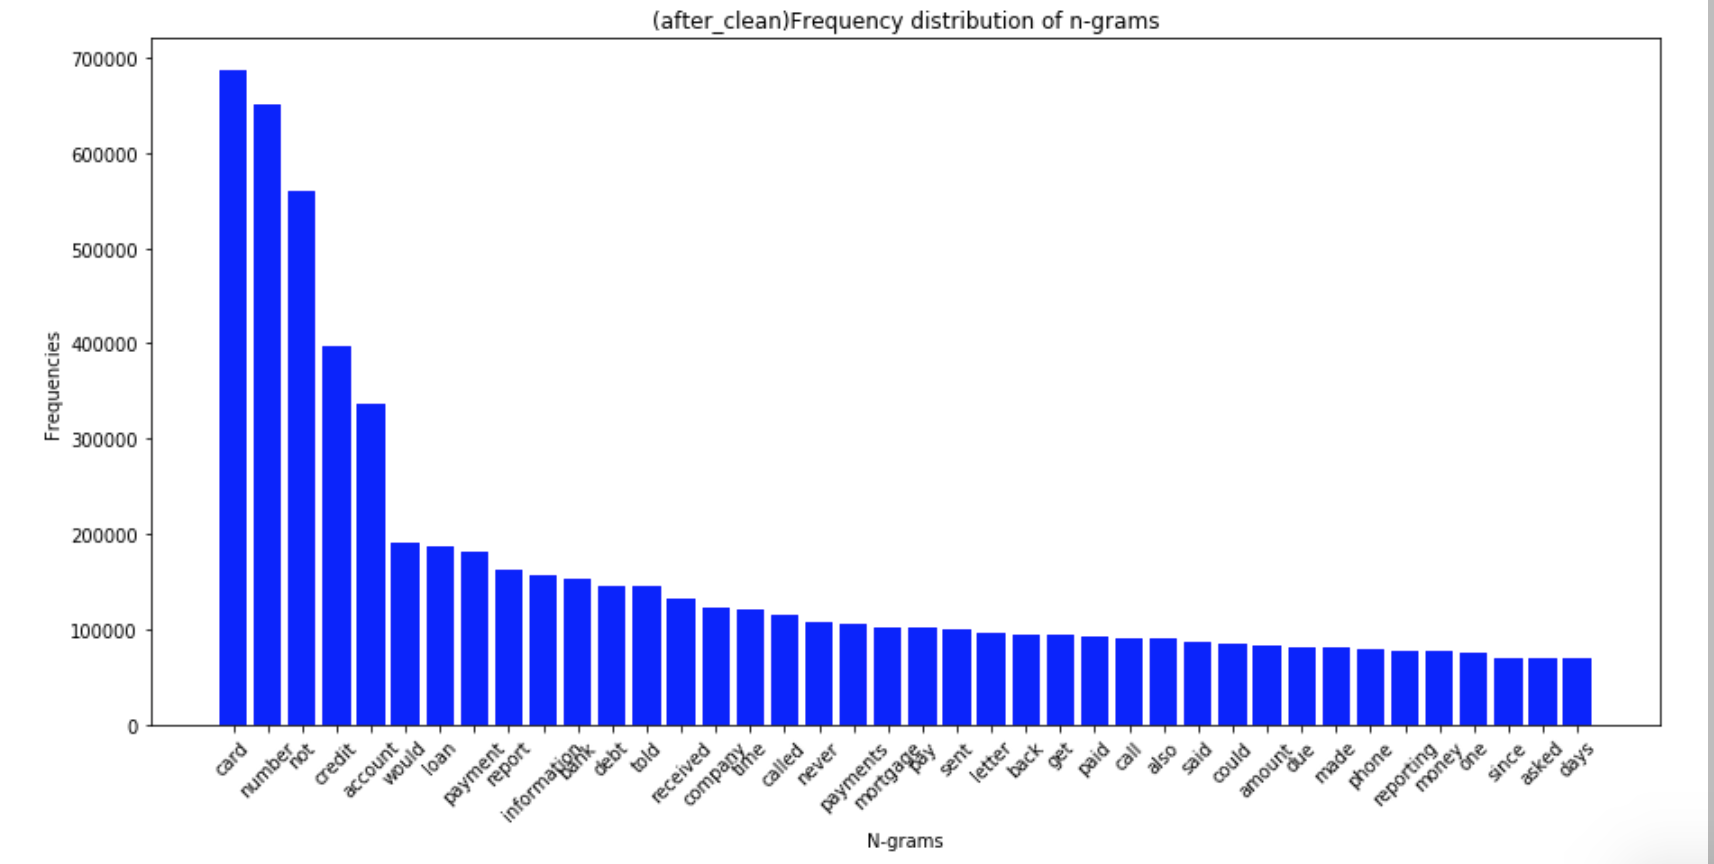 (after_clean)Frequency distribution of n-grams
700000
600000
500000
400000
300000
200000
100000
0
Frequencies
card number not credit account would loan payment report information bank debt told received company time called never payments mortgage pay sent letter back get paid call also said could amount due made phone reporting money one since asked days
N-grams